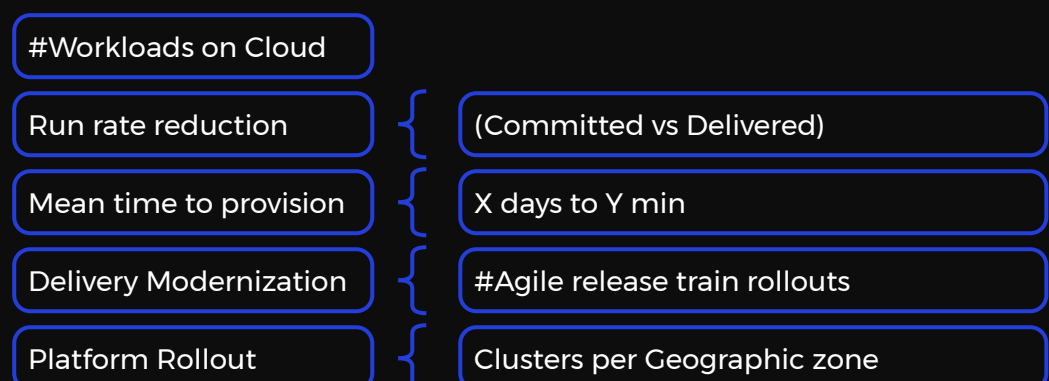 #Workloads on Cloud
Run rate reduction
(Committed vs Delivered)
Mean time to provision
X days to Y min
Delivery Modernization
#Agile release train rollouts
Platform Rollout
Clusters per Geographic zone